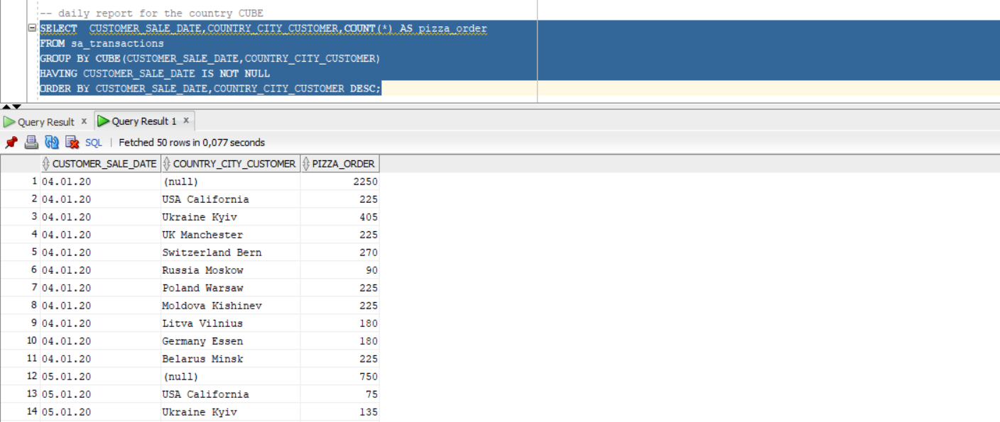 -- daily report for the country CUBE
SELECT CUSTOMER_SALE_DATE,COUNTRY_CITY_CUSTOMER,COUNT(*) AS pizza_order
FROM sa_transactions
GROUP BY CUBE(CUSTOMER_SALE_DATE,COUNTRY_CITY_CUSTOMER)
HAVING CUSTOMER_SALE_DATE IS NOT NULL
ORDER BY CUSTOMER_SALE_DATE,COUNTRY_CITY_CUSTOMER DESC;
Query Result x Query Result 1 x
SQL | Fetched 50 rows in 0,077 seconds
CUSTOMER_SALE_DATE COUNTRY_CITY_CUSTOMER PIZZA_ORDER
1 04.01.20 (null) 2250
2 04.01.20 USA California 225
3 04.01.20 Ukraine Kyiv 405
4 04.01.20 UK Manchester 225
5 04.01.20 Switzerland Bern 270
6 04.01.20 Russia Moskow 90
7 04.01.20 Poland Warsaw 225
8 04.01.20 Moldova Kishinev 225
9 04.01.20 Litva Vilnius 180
10 04.01.20 Germany Essen 180
11 04.01.20 Belarus Minsk 225
12 05.01.20 (null) 750
13 05.01.20 USA California 75
14 05.01.20 Ukraine Kyiv 135